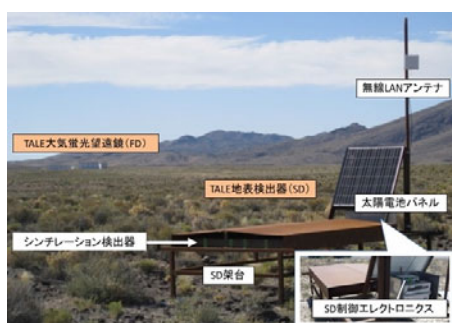 無線LANアンテナ
TALE大気蛍光望遠鏡(FD)
TALE地表検出器(SD)
太陽電池パネル
シンチレーション検出器
SD架台
SD制御エレクトロニクス